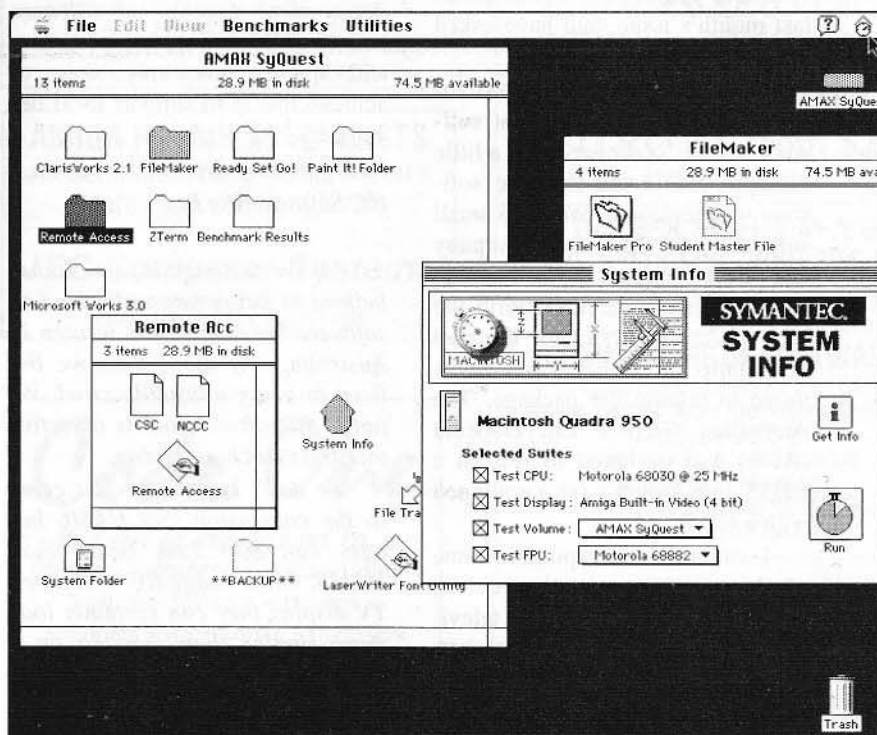 File Edit View Benchmarks Utilities
AMAX SyQuest
13 items 28.9 MB in disk 74.5 MB available
ClarisWorks 2.1 FileMaker Ready Set Go! Paint It! Folder
Remote Access ZTerm Benchmark Results
Microsoft Works 3.0
Remote Acc
3 items 28.9 MB in disk
CSC NCCC
Remote Access
System Info
File Tra
System Folder **BACKUP** LaserWriter Font Utility
AMAX SyQue
FileMaker
4 items 28.9 MB in disk 74.5 MB ava
FileMaker Pro Student Master File
System Info
MACINTOSH
X Y
SYMANTEC.
SYSTEM
INFO
Macintosh Quadra 950
Get Info
Selected Suites
Test CPU: Motorola 68030 @ 25 MHz
Test Display: Amiga Built-in Video (4 bit)
Test Volume: AMAX SyQuest
Test FPU: Motorola 68882
Run
Trash